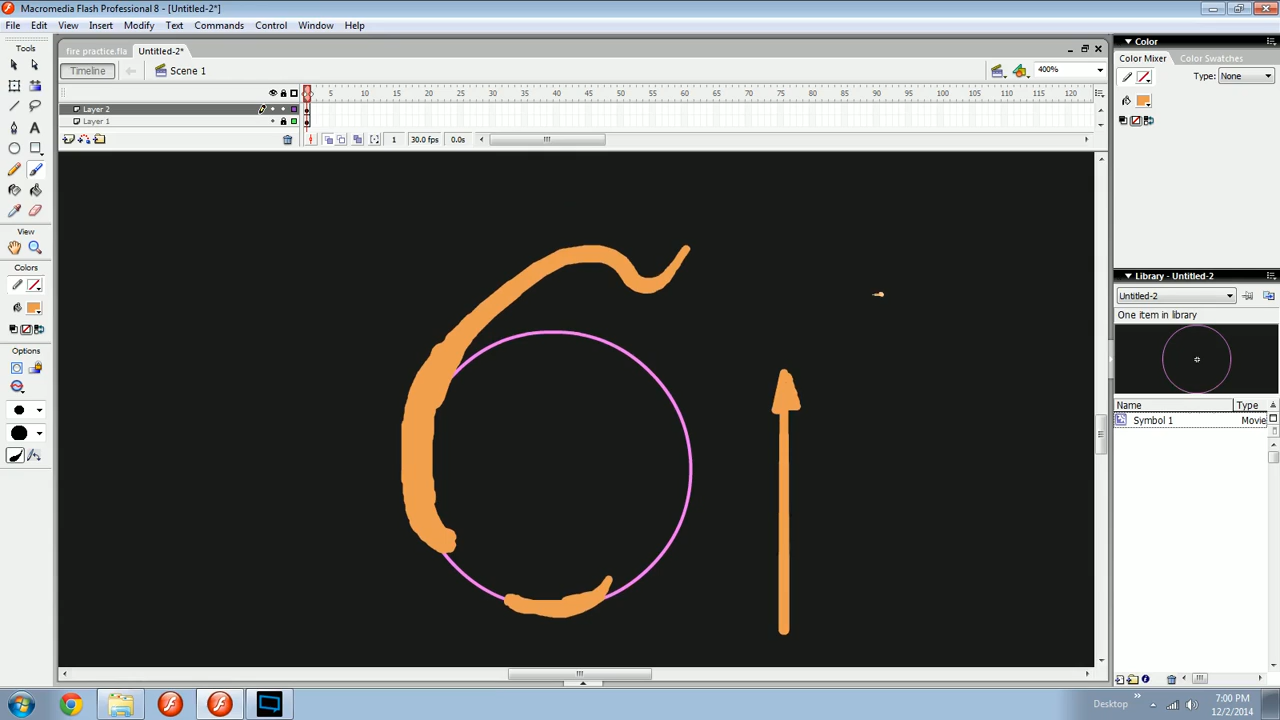 Macromedia Flash Professional 8 - [Untitled-2*]
File Edit View Insert Modify Text Commands Control Window Help
Tools
fire practice.fla Untitled-2*
Timeline Scene 1 400%
5 10 15 20 25 30 35 40 45 50 55 60 65 70 75 80 85 90 95 100 105 110 115 120
Layer 2
Layer 1
1 30.0 fps 0.0s
View
Colors
Options
Color
Color Mixer Color Swatches
Type: None
Library - Untitled-2
Untitled-2
One item in library
Name Type
Symbol 1 Movie
Desktop
7:00 PM
12/2/2014